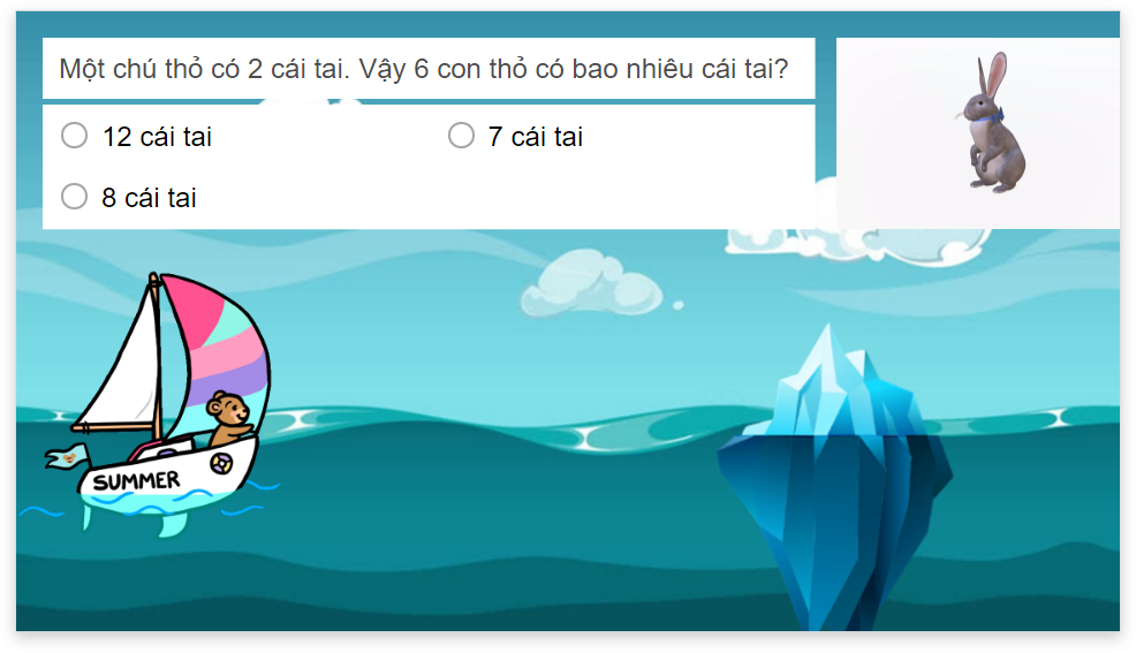 Một chú thỏ có 2 cái tai. Vậy 6 con thỏ có bao nhiêu cái tai?
12 cái tai
7 cái tai
8 cái tai
SUMMER